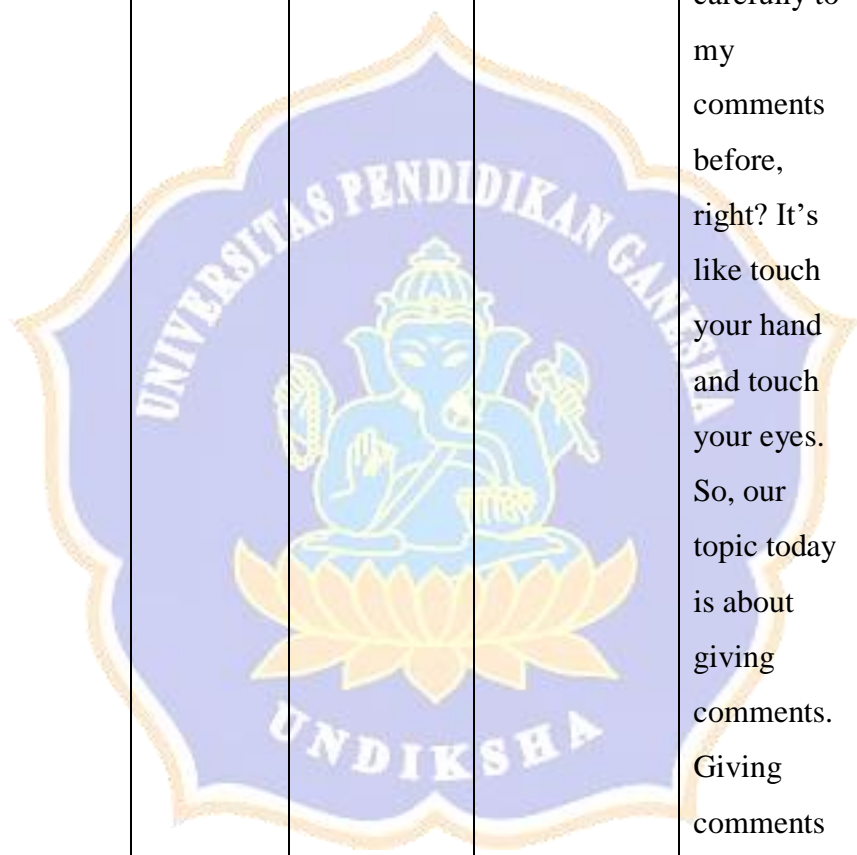 carefully to
my
comments
before,
right? It's
like touch
your hand
and touch
your eyes.
So, our
topic today
is about
giving
comments.
Giving
comments
UNIVERSITAS PENDIDIKAN GANESHA
UNDIKSHA